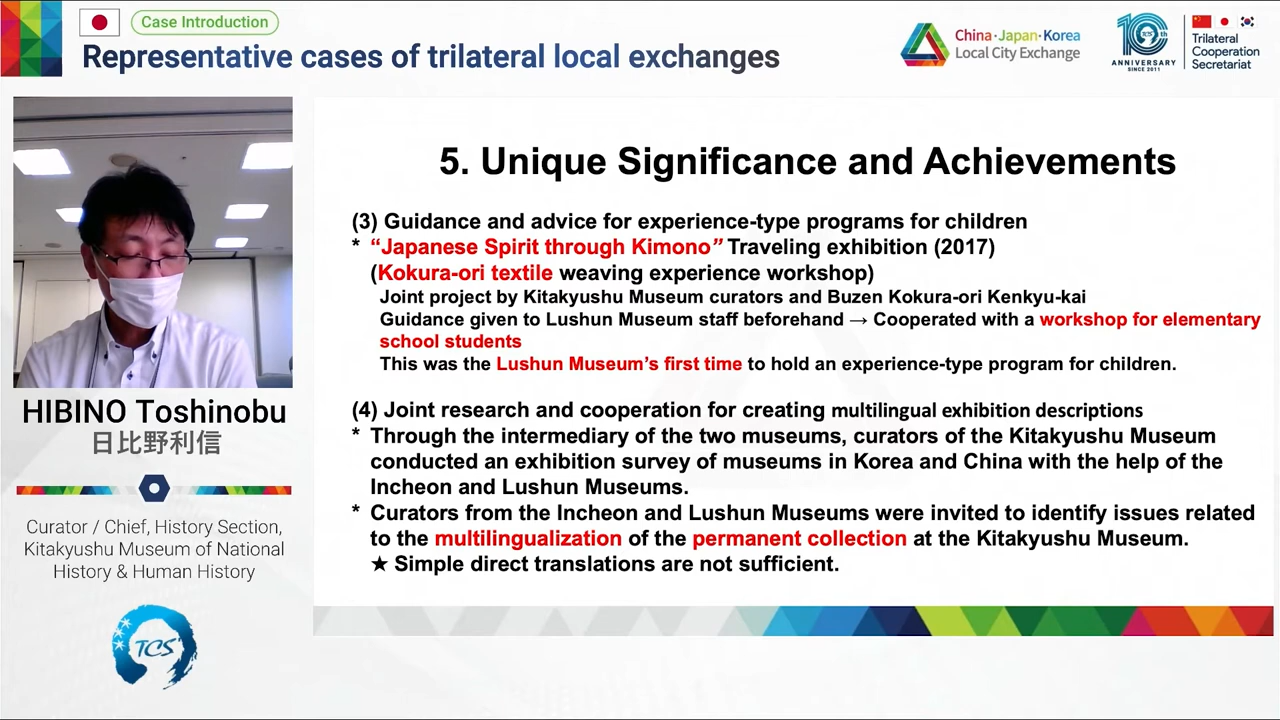 Case Introduction
Representative cases of trilateral local exchanges
China·Japan·Korea
Local City Exchange
10th
TCS
ANNIVERSARY
SINCE 2011
Trilateral
Cooperation
Secretariat
5. Unique Significance and Achievements
(3) Guidance and advice for experience-type programs for children
* “Japanese Spirit through Kimono” Traveling exhibition (2017)
(Kokura-ori textile weaving experience workshop)
Joint project by Kitakyushu Museum curators and Buzen Kokura-ori Kenkyu-kai
Guidance given to Lushun Museum staff beforehand → Cooperated with a workshop for elementary
school students
This was the Lushun Museum’s first time to hold an experience-type program for children.
(4) Joint research and cooperation for creating multilingual exhibition descriptions
* Through the intermediary of the two museums, curators of the Kitakyushu Museum
conducted an exhibition survey of museums in Korea and China with the help of the
Incheon and Lushun Museums.
* Curators from the Incheon and Lushun Museums were invited to identify issues related
to the multilingualization of the permanent collection at the Kitakyushu Museum.
★ Simple direct translations are not sufficient.
HIBINO Toshinobu
日比野利信
Curator / Chief, History Section,
Kitakyushu Museum of National
History & Human History
TCS